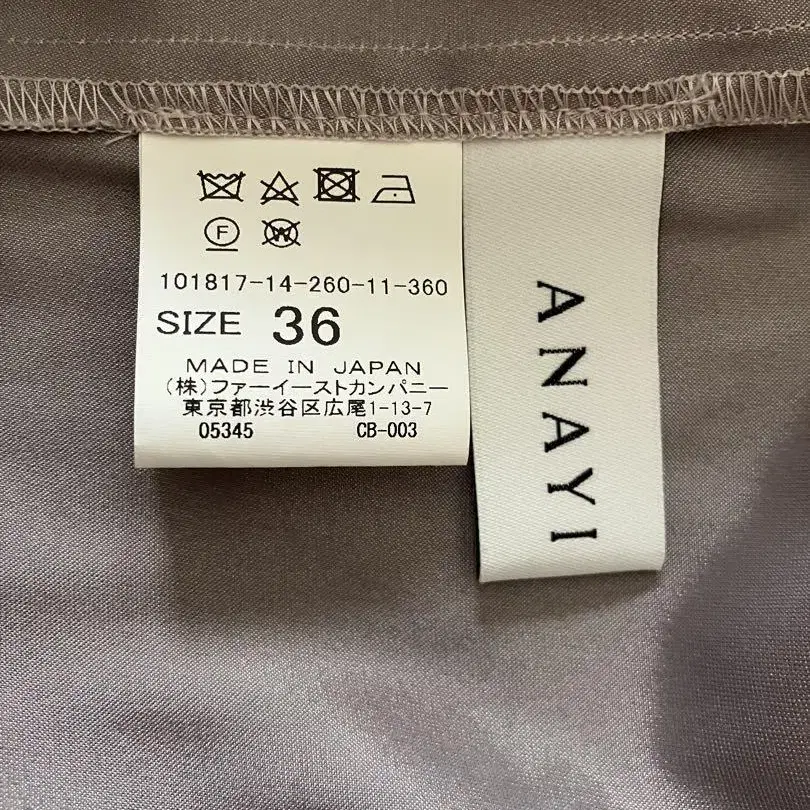 F
W
101817-14-260-11-360
SIZE 36
MADE IN JAPAN
(株)ファーイーストカンパニー
東京都渋谷区広尾1-13-7
05345 CB-003
ANAYI